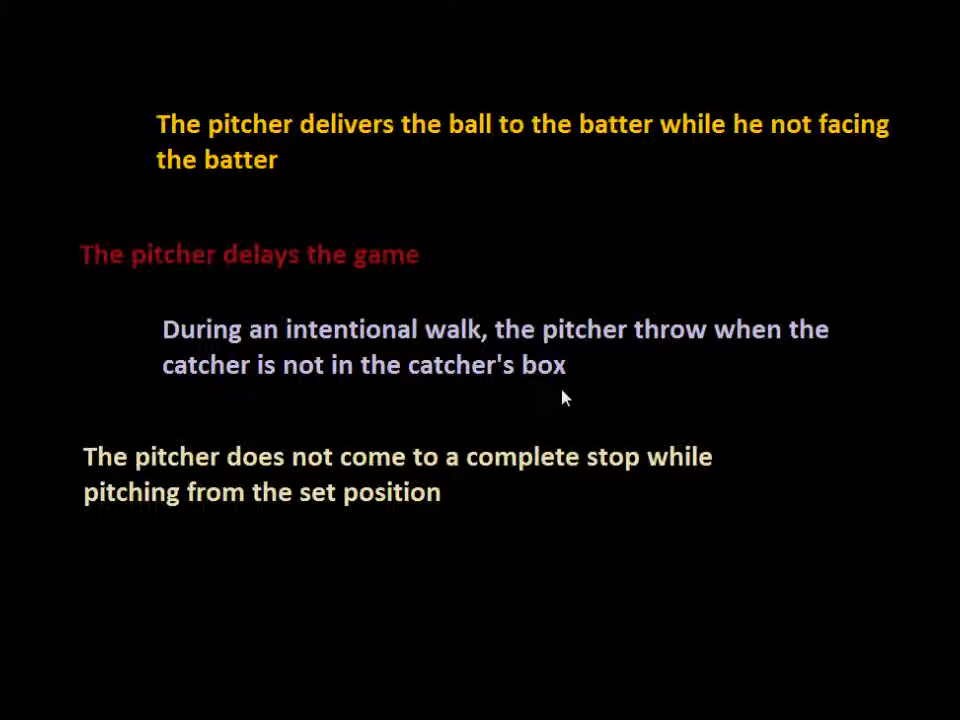 The pitcher delivers the ball to the batter while he not facing
the batter
The pitcher delays the game
During an intentional walk, the pitcher throw when the
catcher is not in the catcher's box
The pitcher does not come to a complete stop while
pitching from the set position